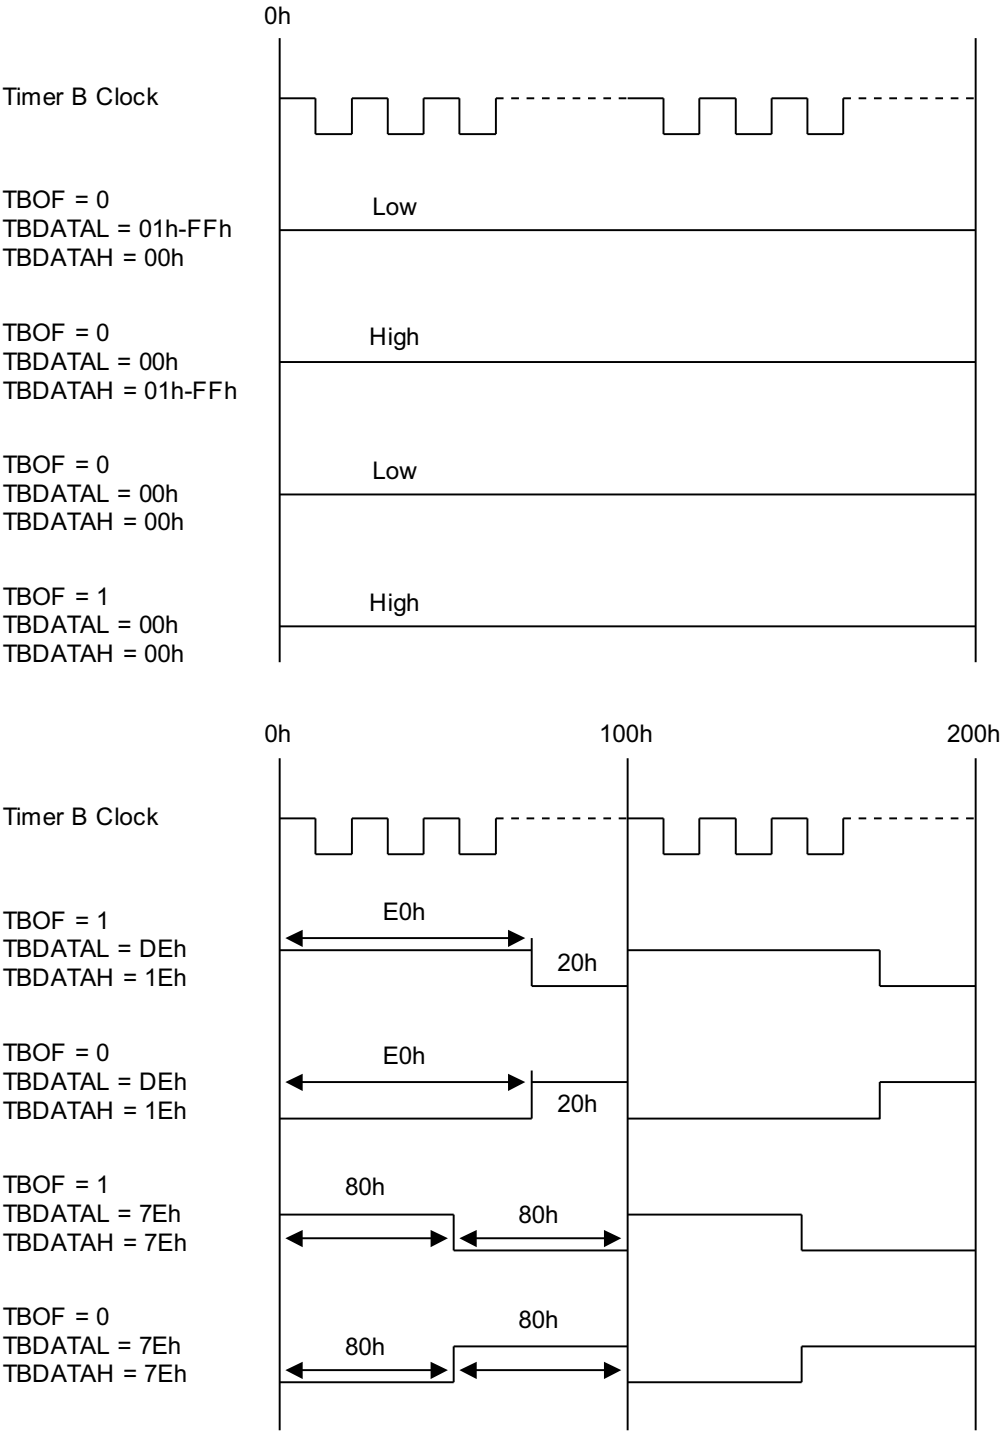 0h
Timer B Clock
TBOF = 0
TBDATAL = 01h-FFh
TBDATAH = 00h
Low
TBOF = 0
TBDATAL = 00h
TBDATAH = 01h-FFh
High
TBOF = 0
TBDATAL = 00h
TBDATAH = 00h
Low
TBOF = 1
TBDATAL = 00h
TBDATAH = 00h
High
0h
100h
200h
Timer B Clock
TBOF = 1
TBDATAL = DEh
TBDATAH = 1Eh
E0h
20h
TBOF = 0
TBDATAL = DEh
TBDATAH = 1Eh
E0h
20h
TBOF = 1
TBDATAL = 7Eh
TBDATAH = 7Eh
80h
80h
TBOF = 0
TBDATAL = 7Eh
TBDATAH = 7Eh
80h
80h